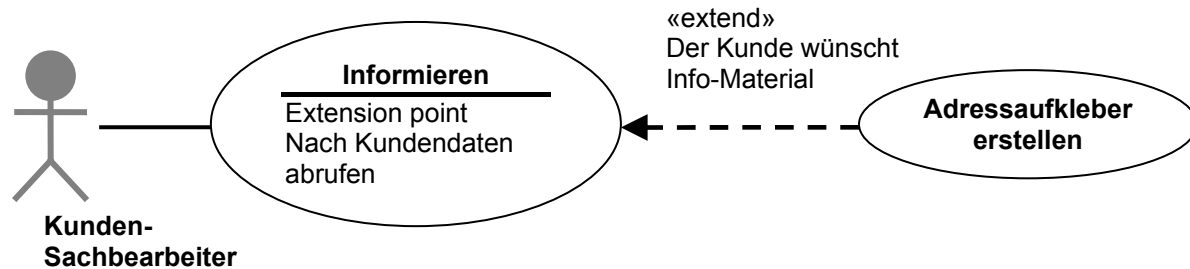 «extend»
Der Kunde wünscht
Info-Material
Informieren
Extension point
Nach Kundendaten
abrufen
Adressaufkleber
erstellen
Kunden-
Sachbearbeiter